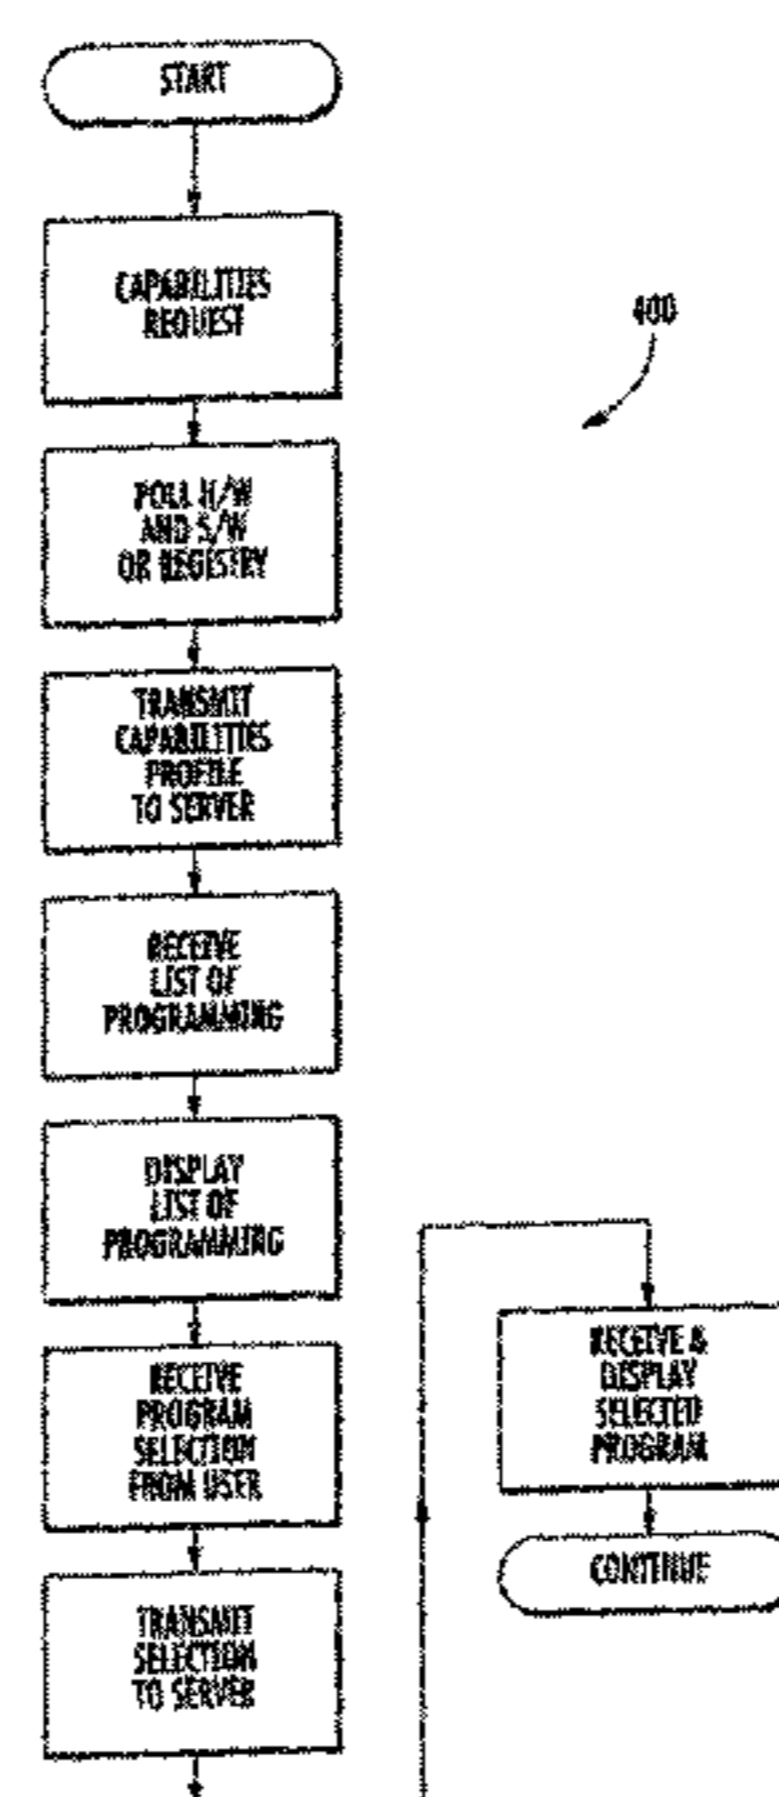 START
CAPABILITIES
REQUEST
400
POLL H/W
AND S/W
OR REGISTRY
TRANSMIT
CAPABILITIES
PROFILE
TO SERVER
RECEIVE
LIST OF
PROGRAMMING
DISPLAY
LIST OF
PROGRAMMING
RECEIVE
PROGRAM
SELECTION
FROM USER
TRANSMIT
SELECTION
TO SERVER
RECEIVE &
DISPLAY
SELECTED
PROGRAM
CONTINUE